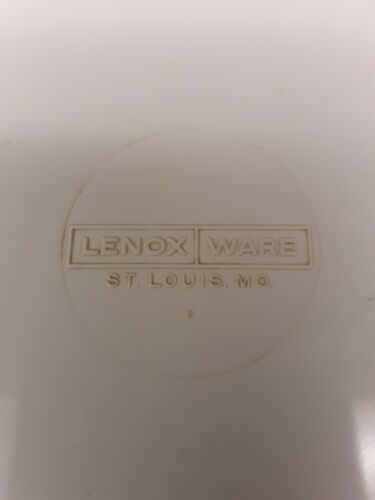 LENOX WARE
ST. LOUIS, MO.